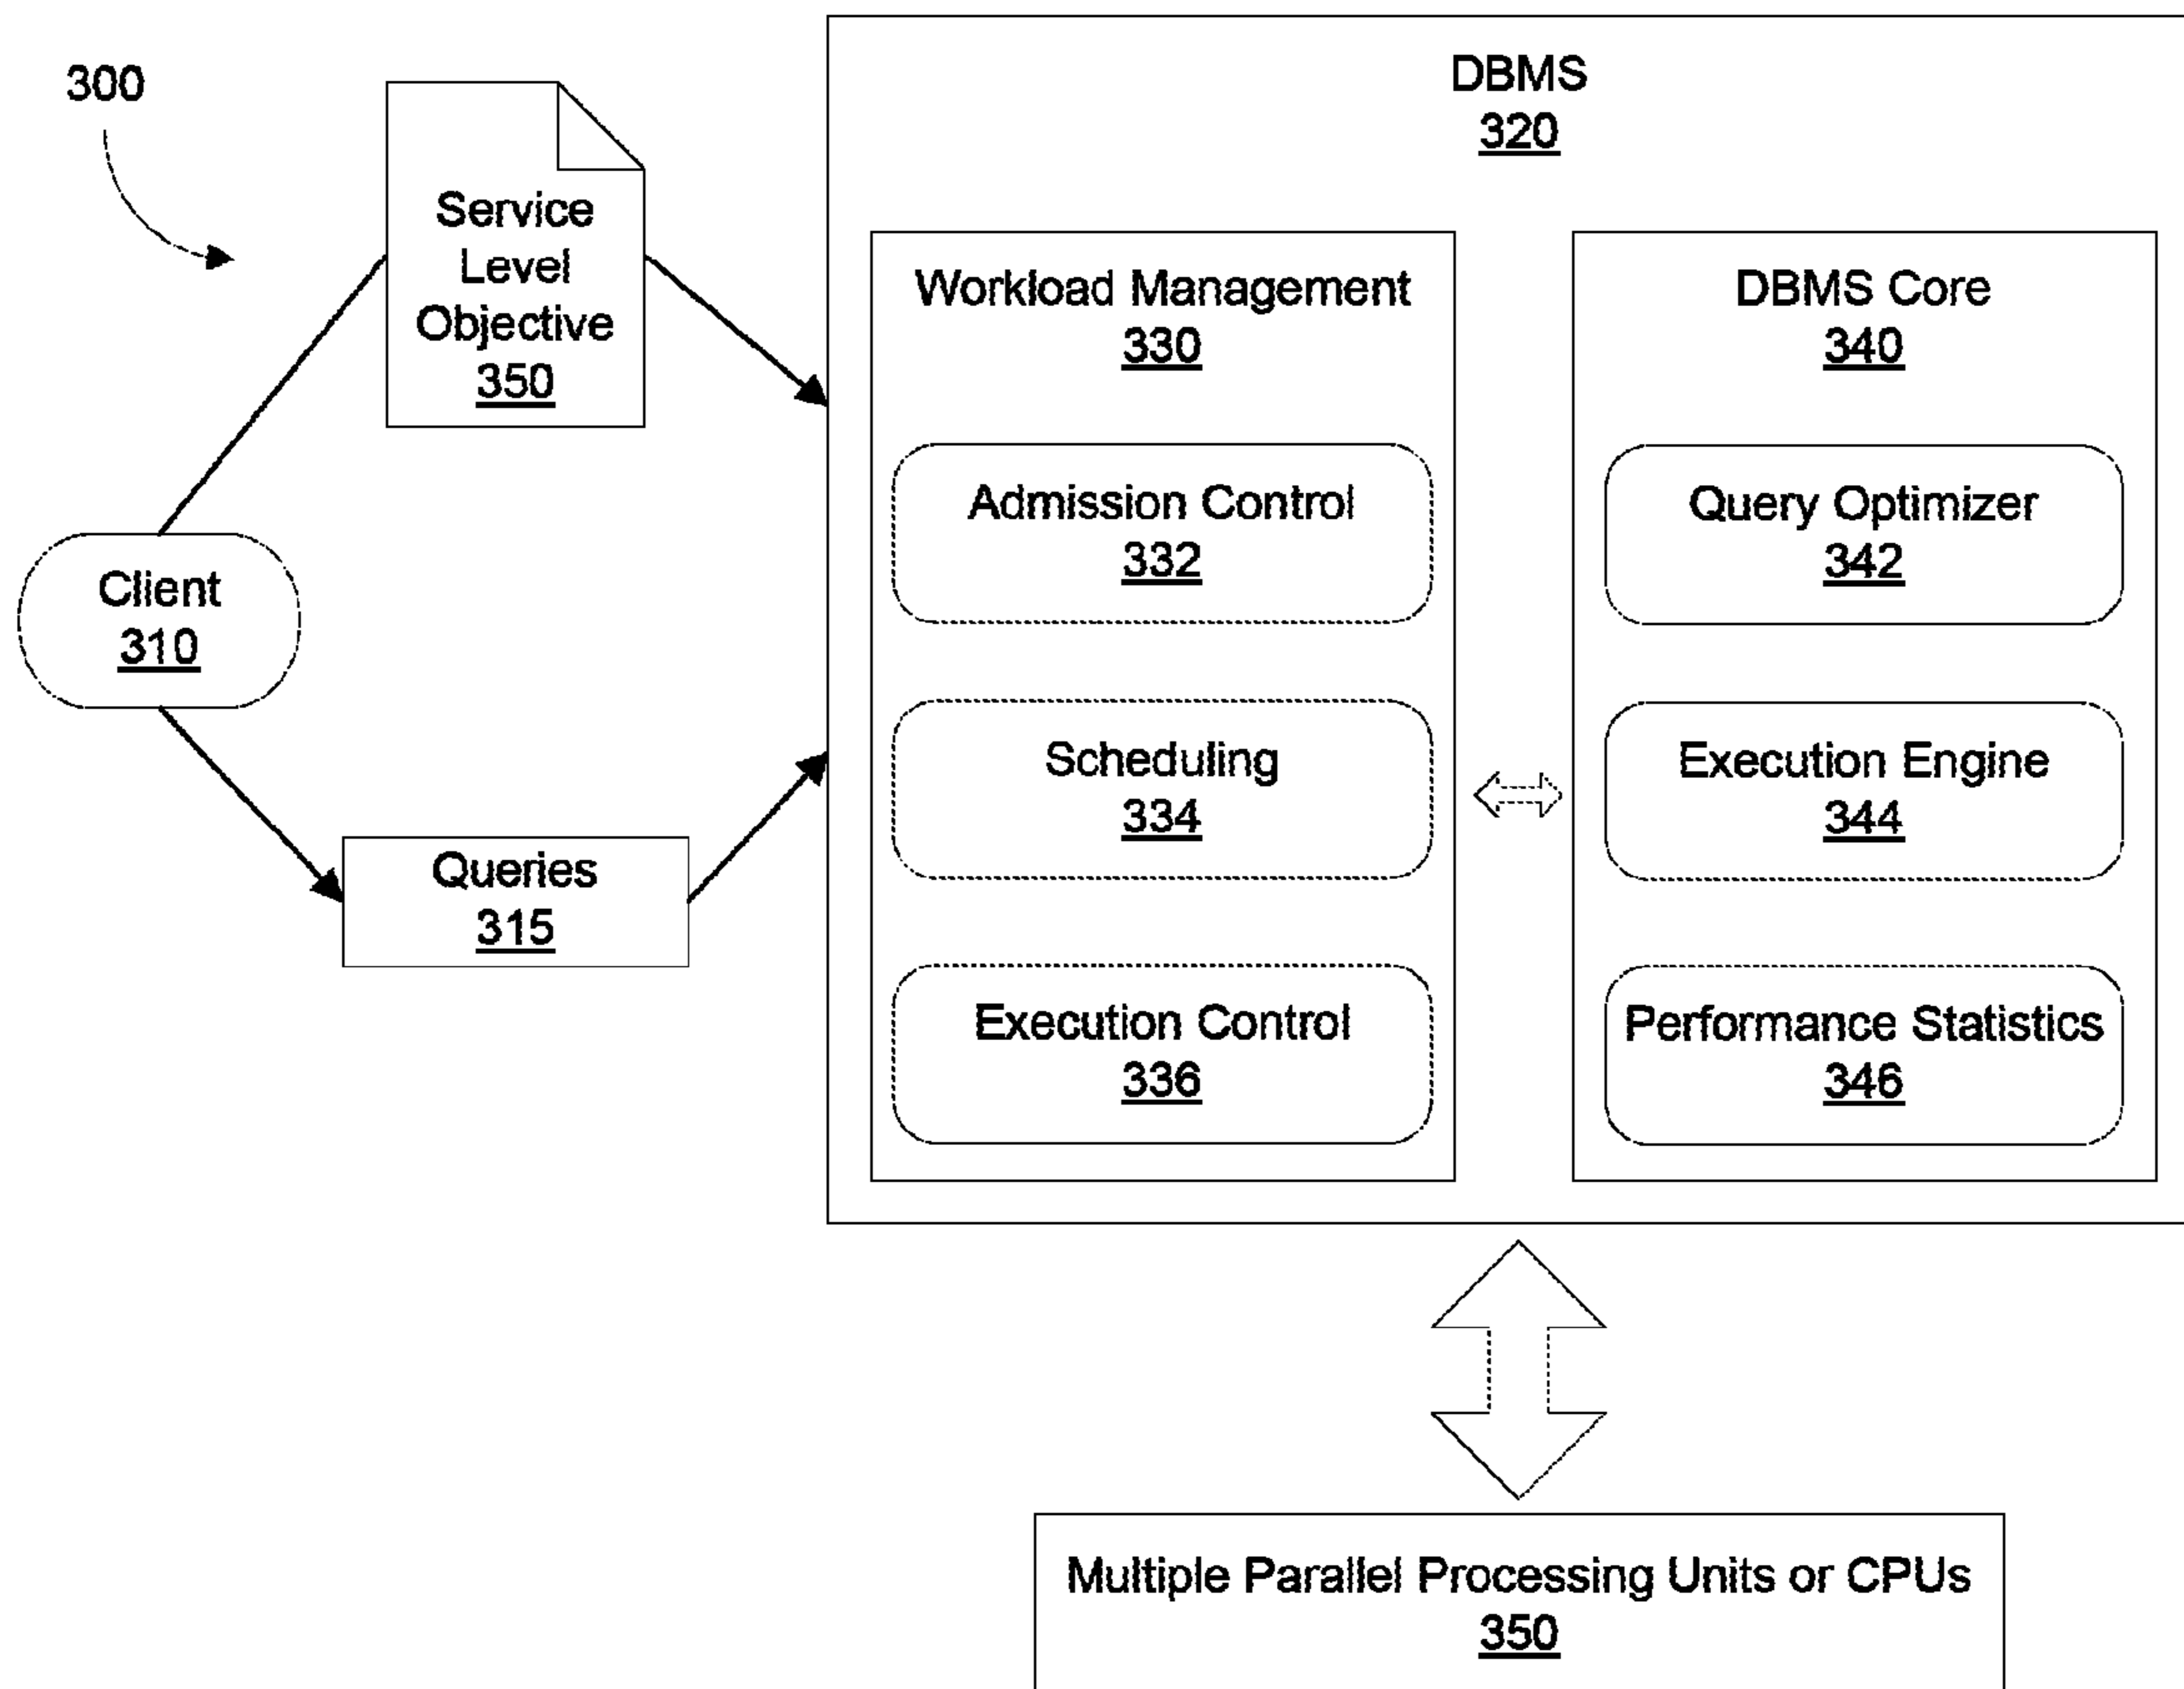 300
Service
Level
Objective
350
Client
310
Queries
315
DBMS
320
Workload Management
330
Admission Control
332
Scheduling
334
Execution Control
336
DBMS Core
340
Query Optimizer
342
Execution Engine
344
Performance Statistics
346
Multiple Parallel Processing Units or CPUs
350